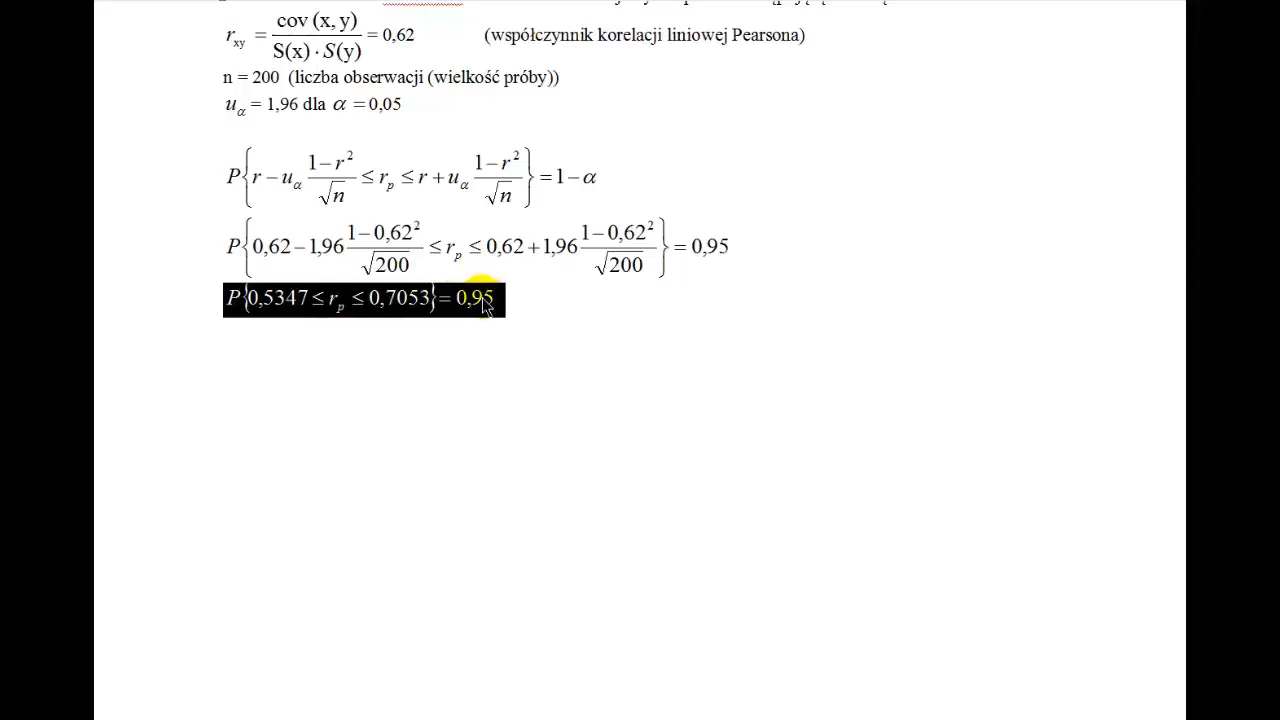 r_xy = cov (x, y) / S(x) · S(y) = 0,62 (współczynnik korelacji liniowej Pearsona)
n = 200 (liczba obserwacji (wielkość próby))
u_α = 1,96 dla α = 0,05
P{r − u_α (1 − r²)/√n ≤ r_p ≤ r + u_α (1 − r²)/√n} = 1 − α
P{0,62 − 1,96 (1 − 0,62²)/√200 ≤ r_p ≤ 0,62 + 1,96 (1 − 0,62²)/√200} = 0,95
P{0,5347 ≤ r_p ≤ 0,7053} = 0,95